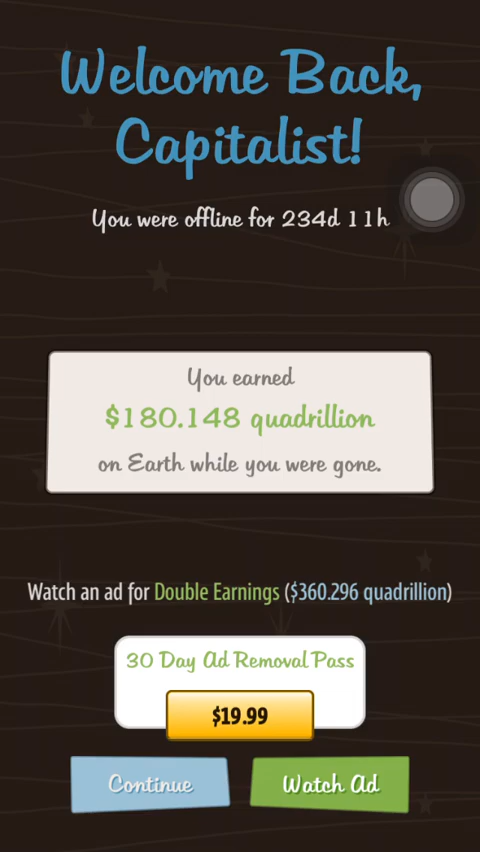 Welcome Back,
Capitalist!
You were offline for 234d 11h
You earned
$180.148 quadrillion
on Earth while you were gone.
Watch an ad for Double Earnings ($360.296 quadrillion)
30 Day Ad Removal Pass
$19.99
Continue
Watch Ad